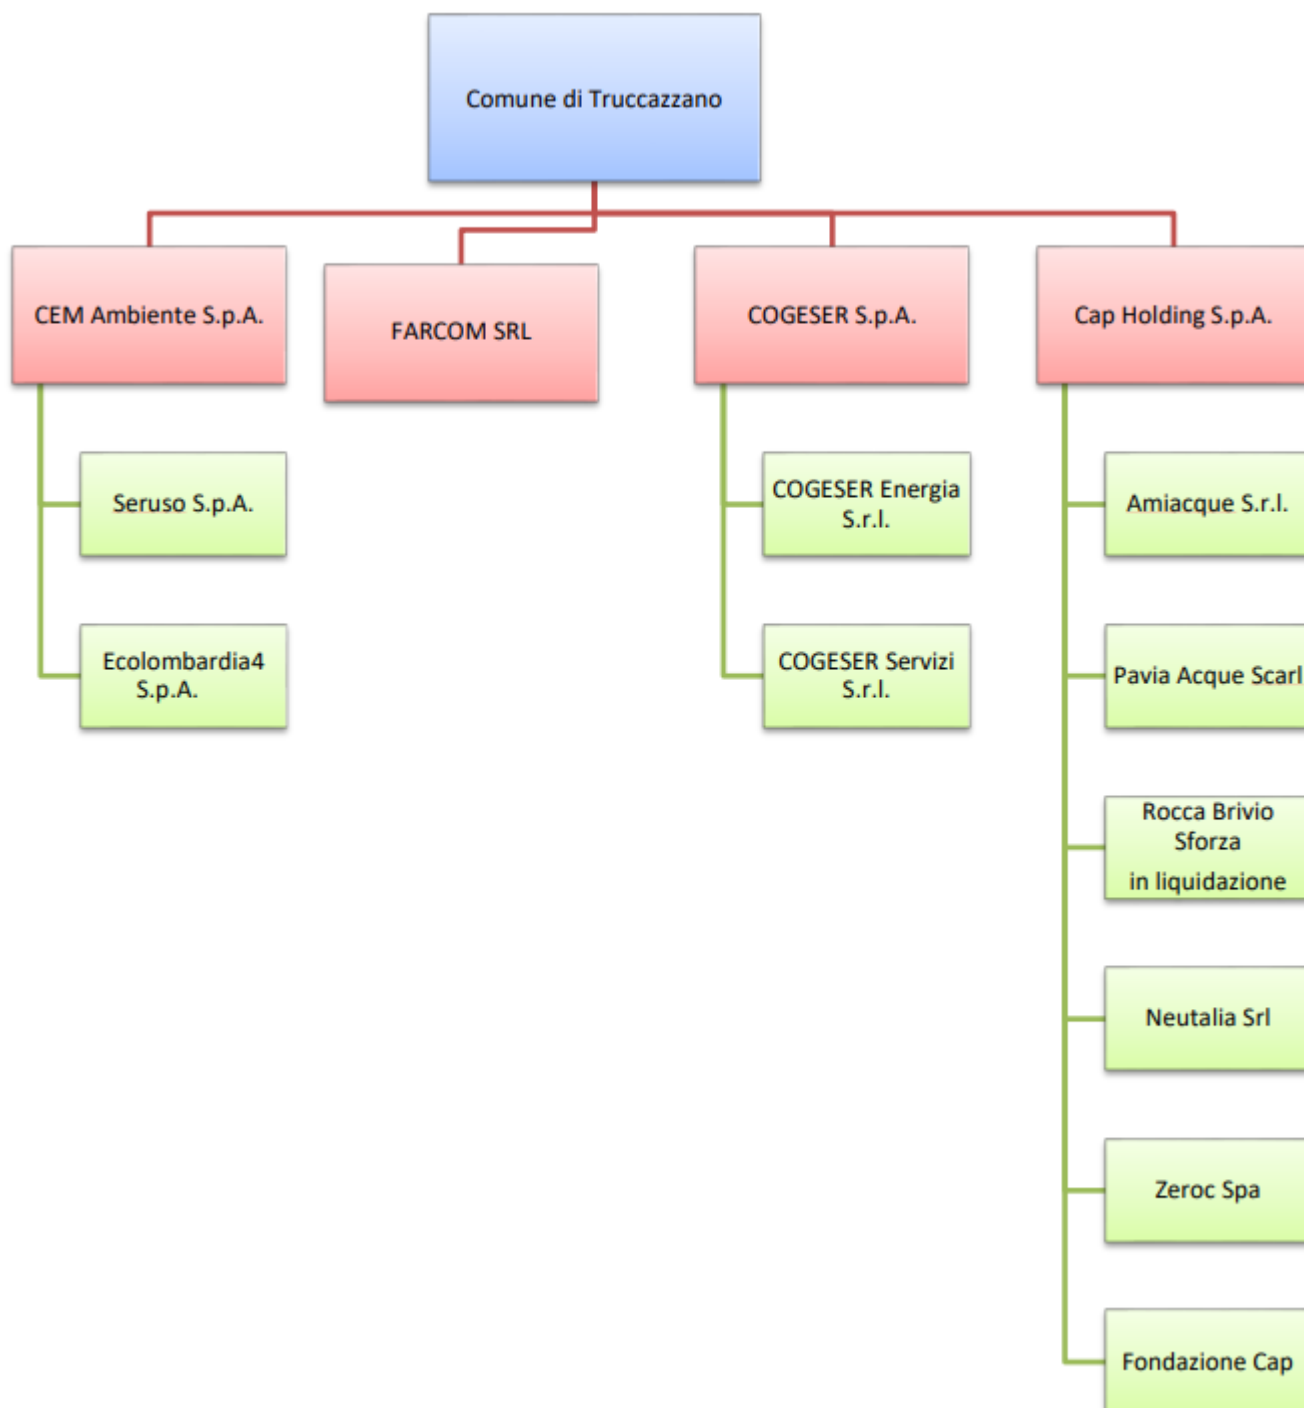 Comune di Truccazzano
CEM Ambiente S.p.A.
FARCOM SRL
COGESER S.p.A.
Cap Holding S.p.A.
Seruso S.p.A.
Ecolombardia4
S.p.A.
COGESER Energia
S.r.l.
COGESER Servizi
S.r.l.
Amiacque S.r.l.
Pavia Acque Scarl
Rocca Brivio
Sforza
in liquidazione
Neutalia Srl
Zeroc Spa
Fondazione Cap